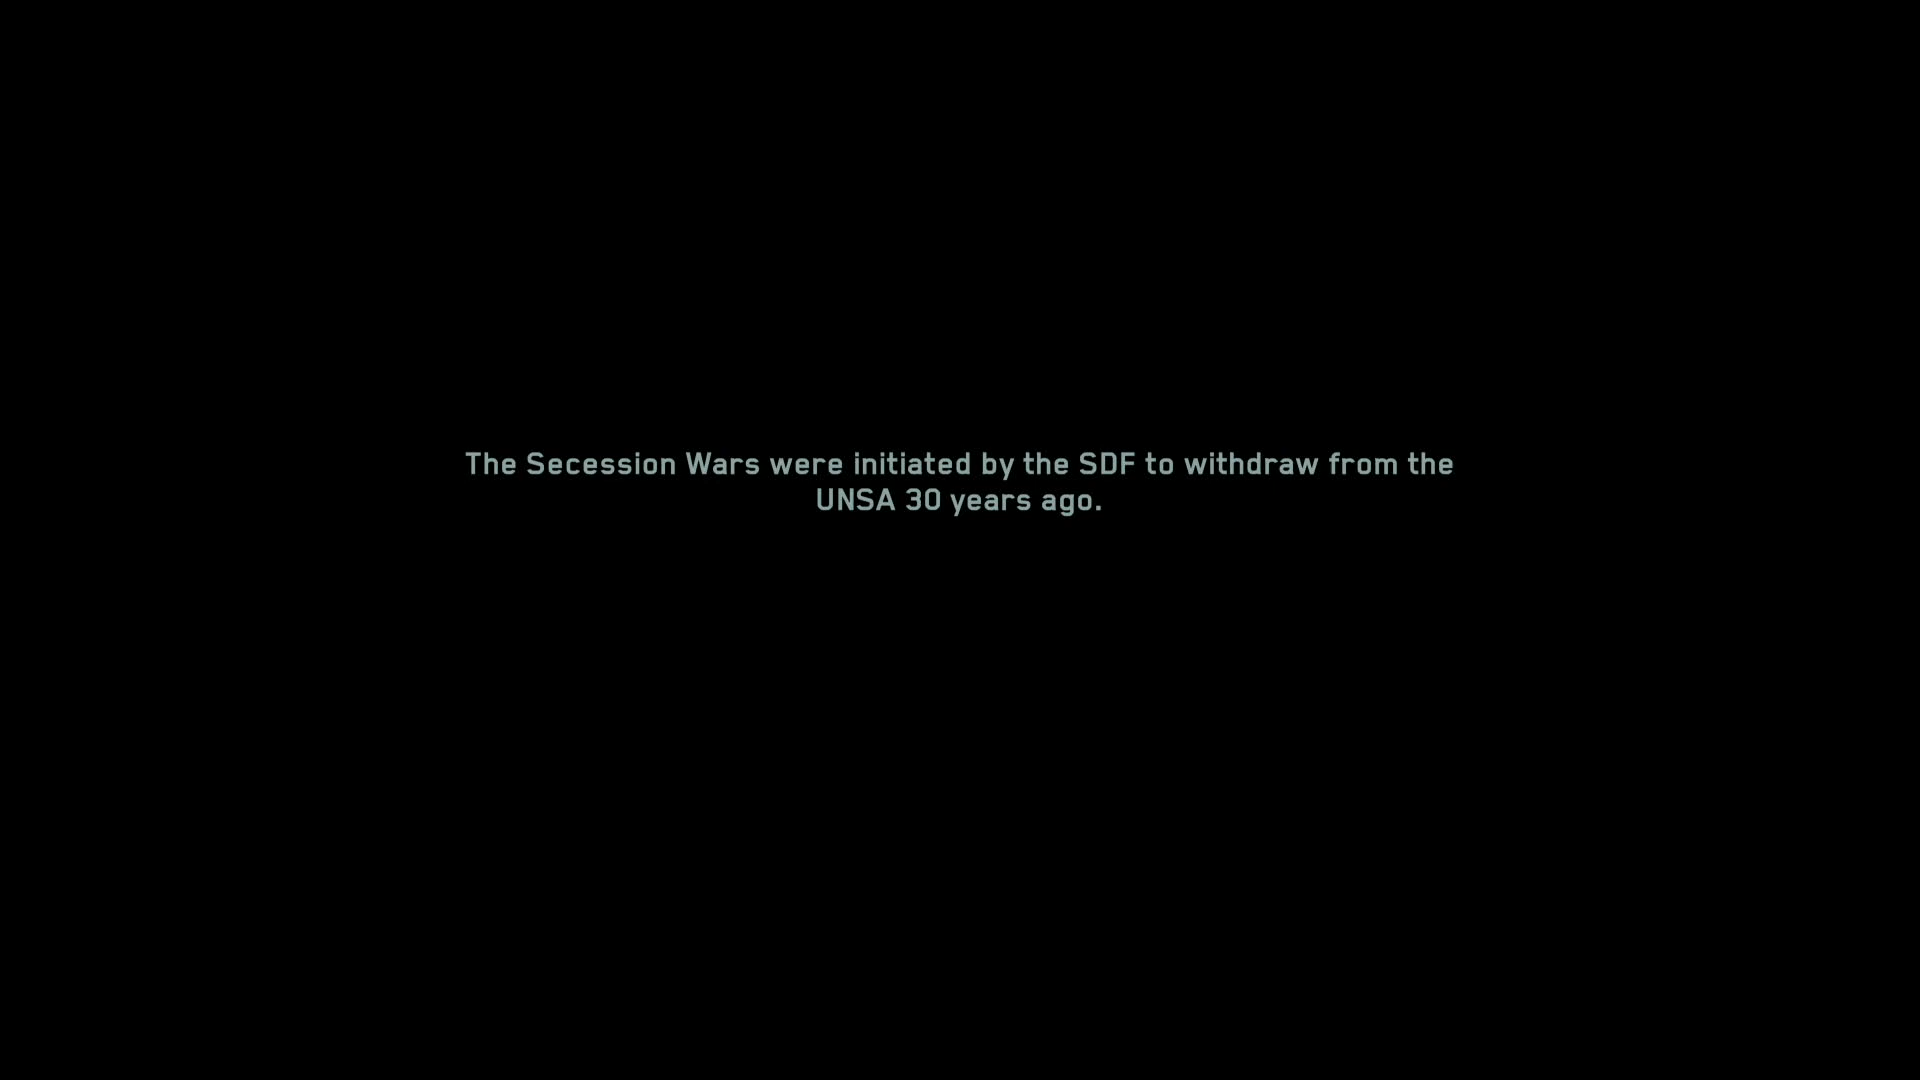 The Secession Wars were initiated by the SDF to withdraw from the
UNSA 30 years ago.